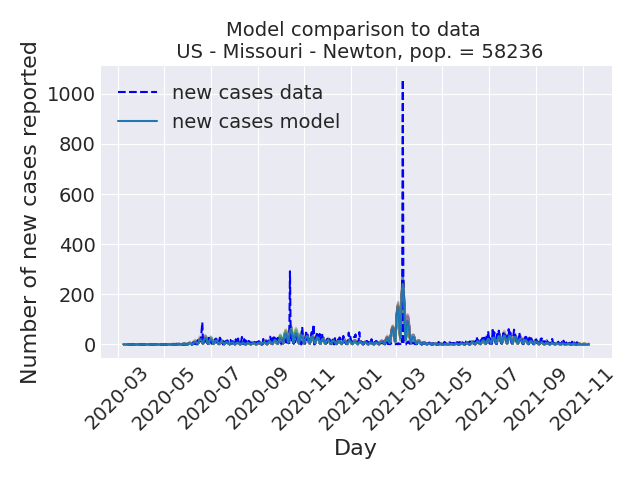 Model comparison to data
US - Missouri - Newton, pop. = 58236
Number of new cases reported
1000
800
600
400
200
0
new cases data
new cases model
2020-03
2020-05
2020-07
2020-09
2020-11
2021-01
2021-03
2021-05
2021-07
2021-09
2021-11
Day